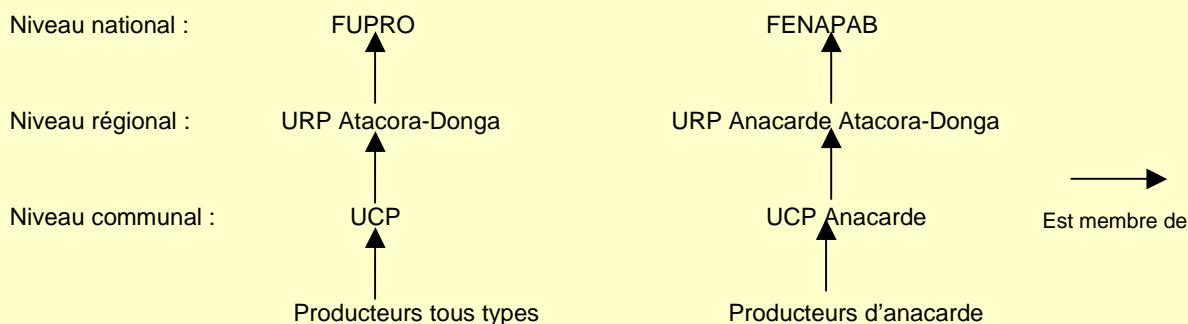 Niveau national : FUPRO FENAPAB
Niveau régional : URP Atacora-Donga URP Anacarde Atacora-Donga
Niveau communal : UCP UCP Anacarde Est membre de
Producteurs tous types Producteurs d’anacarde